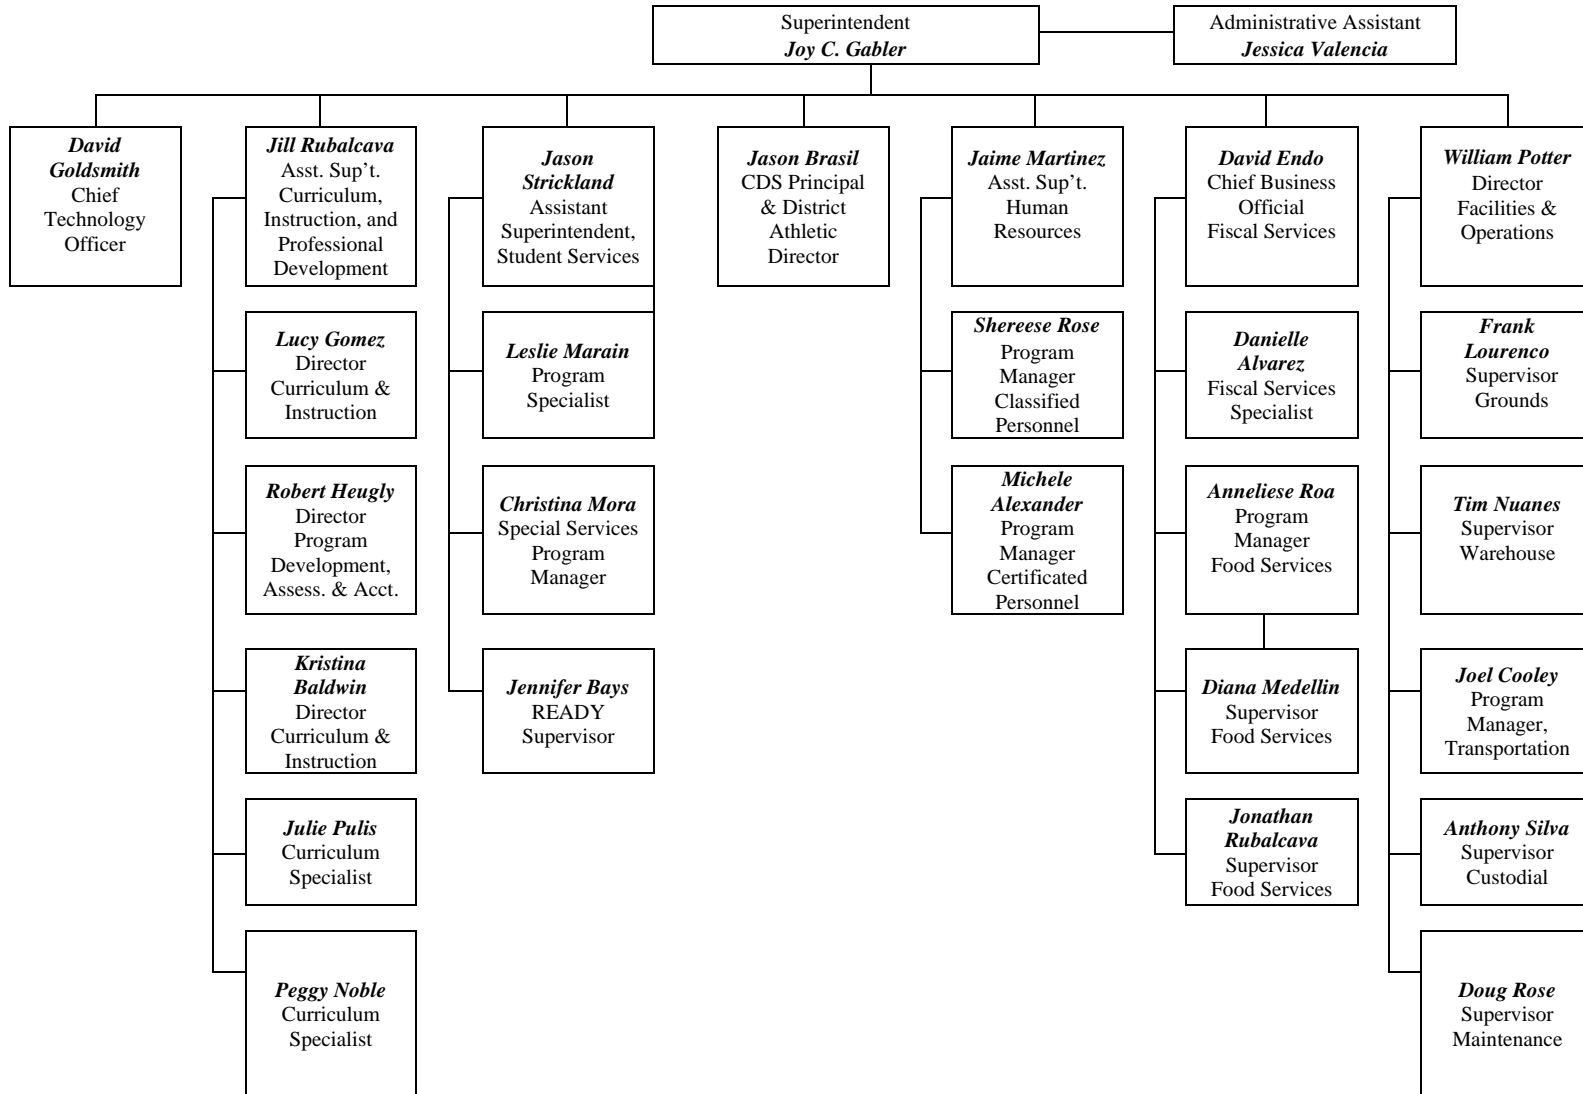 Superintendent
Joy C. Gabler
Administrative Assistant
Jessica Valencia
David
Goldsmith
Chief
Technology
Officer
Jill Rubalcava
Asst. Sup’t.
Curriculum,
Instruction, and
Professional
Development
Lucy Gomez
Director
Curriculum &
Instruction
Robert Heugly
Director
Program
Development,
Assess. & Acct.
Kristina
Baldwin
Director
Curriculum &
Instruction
Julie Pulis
Curriculum
Specialist
Peggy Noble
Curriculum
Specialist
Jason
Strickland
Assistant
Superintendent,
Student Services
Leslie Marain
Program
Specialist
Christina Mora
Special Services
Program
Manager
Jennifer Bays
READY
Supervisor
Jason Brasil
CDS Principal
& District
Athletic
Director
Jaime Martinez
Asst. Sup’t.
Human
Resources
Shereese Rose
Program
Manager
Classified
Personnel
Michele
Alexander
Program
Manager
Certificated
Personnel
David Endo
Chief Business
Official
Fiscal Services
Danielle
Alvarez
Fiscal Services
Specialist
Anneliese Roa
Program
Manager
Food Services
Diana Medellin
Supervisor
Food Services
Jonathan
Rubalcava
Supervisor
Food Services
William Potter
Director
Facilities &
Operations
Frank
Lourenco
Supervisor
Grounds
Tim Nuanes
Supervisor
Warehouse
Joel Cooley
Program
Manager,
Transportation
Anthony Silva
Supervisor
Custodial
Doug Rose
Supervisor
Maintenance